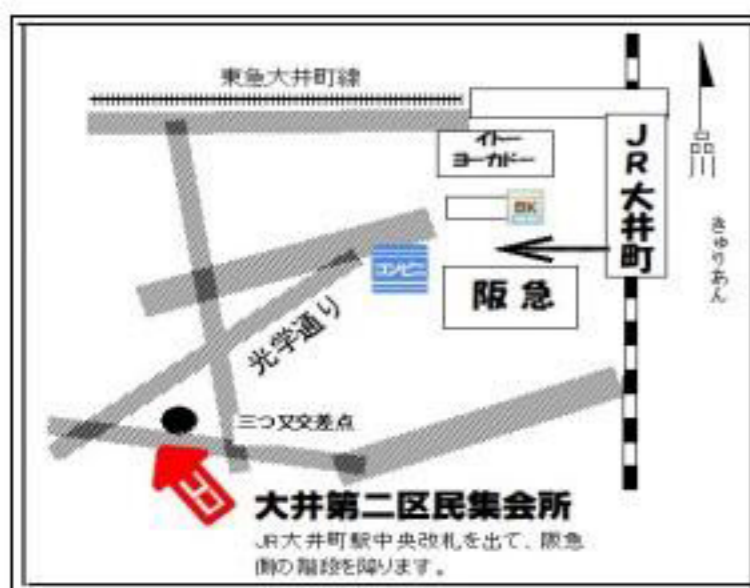 東急大井町線
イトー
ヨーカドー
JR大井町
品川
きゅりあん
BK
コンビニ
阪急
光学通り
三つ又交差点
大井第二区民集会所
JR大井町駅中央改札を出て、阪急
側の階段を降ります。